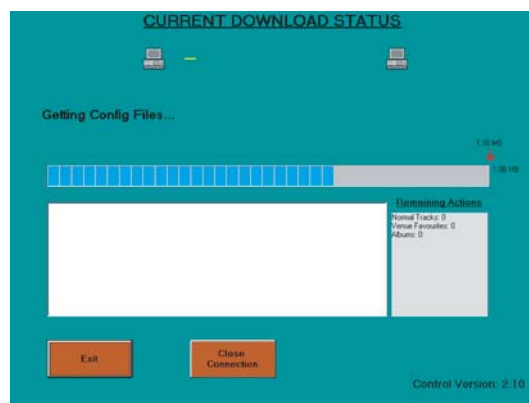 CURRENT DOWNLOAD STATUS
Getting Config Files...
1.06 MB
1.06 MB
Remaining Actions
Normal Tracks: 0
Venue Favourites: 0
Albums: 0
Exit
Close
Connection
Control Version: 2.10